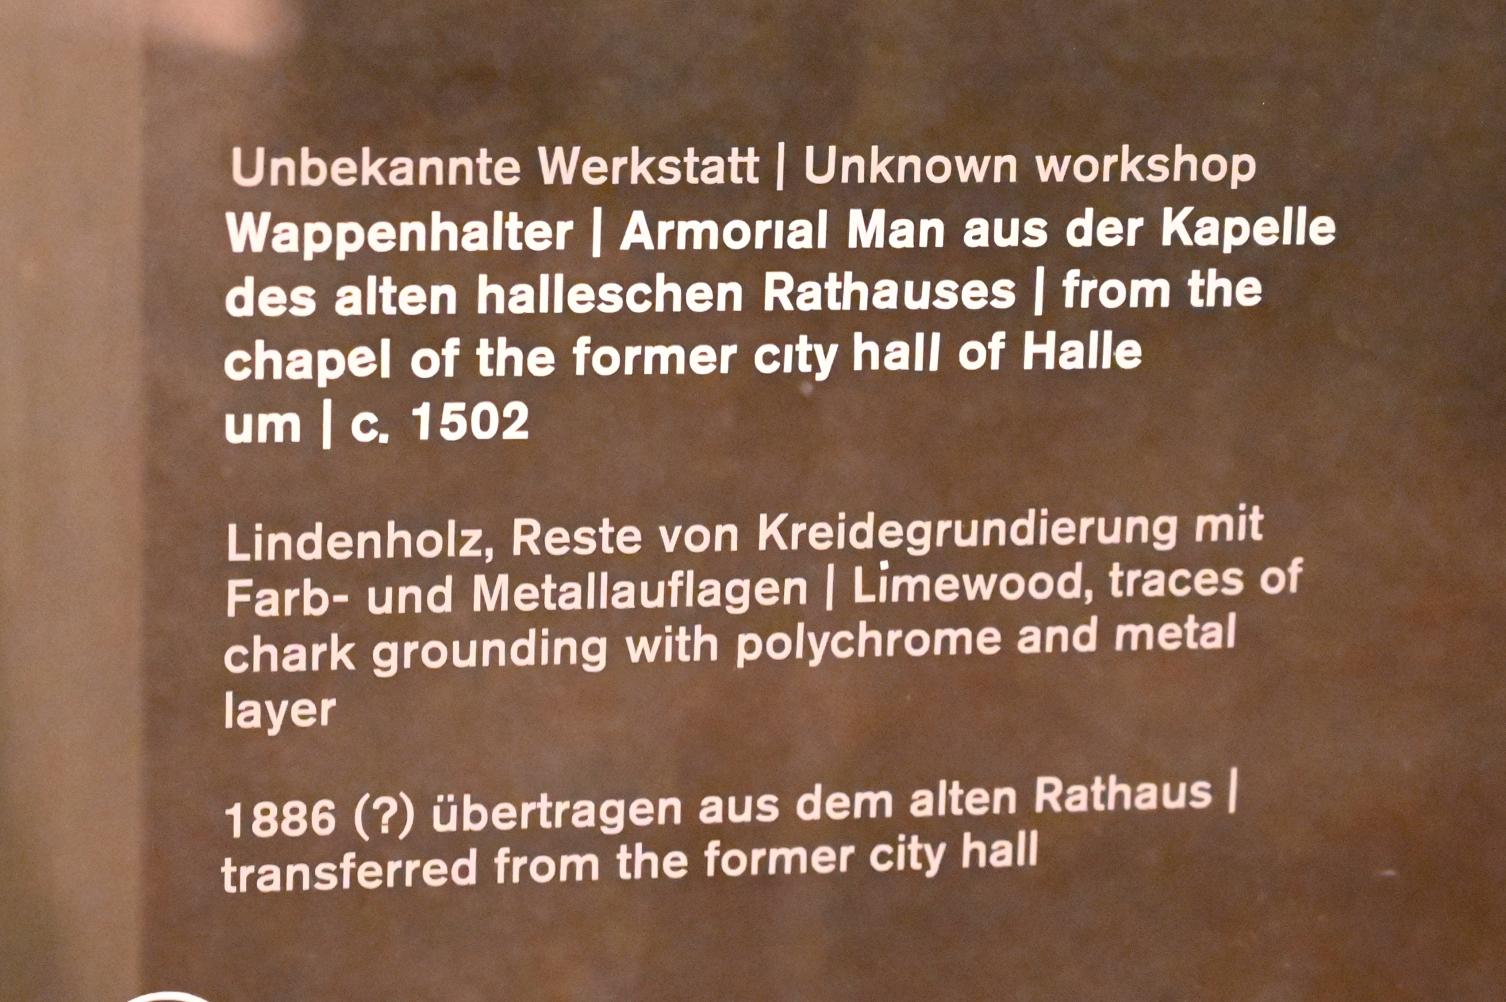 Unbekannte Werkstatt | Unknown workshop
Wappenhalter | Armorial Man aus der Kapelle
des alten halleschen Rathauses | from the
chapel of the former city hall of Halle
um | c. 1502
Lindenholz, Reste von Kreidegrundierung mit
Farb- und Metallauflagen | Limewood, traces of
chark grounding with polychrome and metal
layer
1886 (?) übertragen aus dem alten Rathaus |
transferred from the former city hall